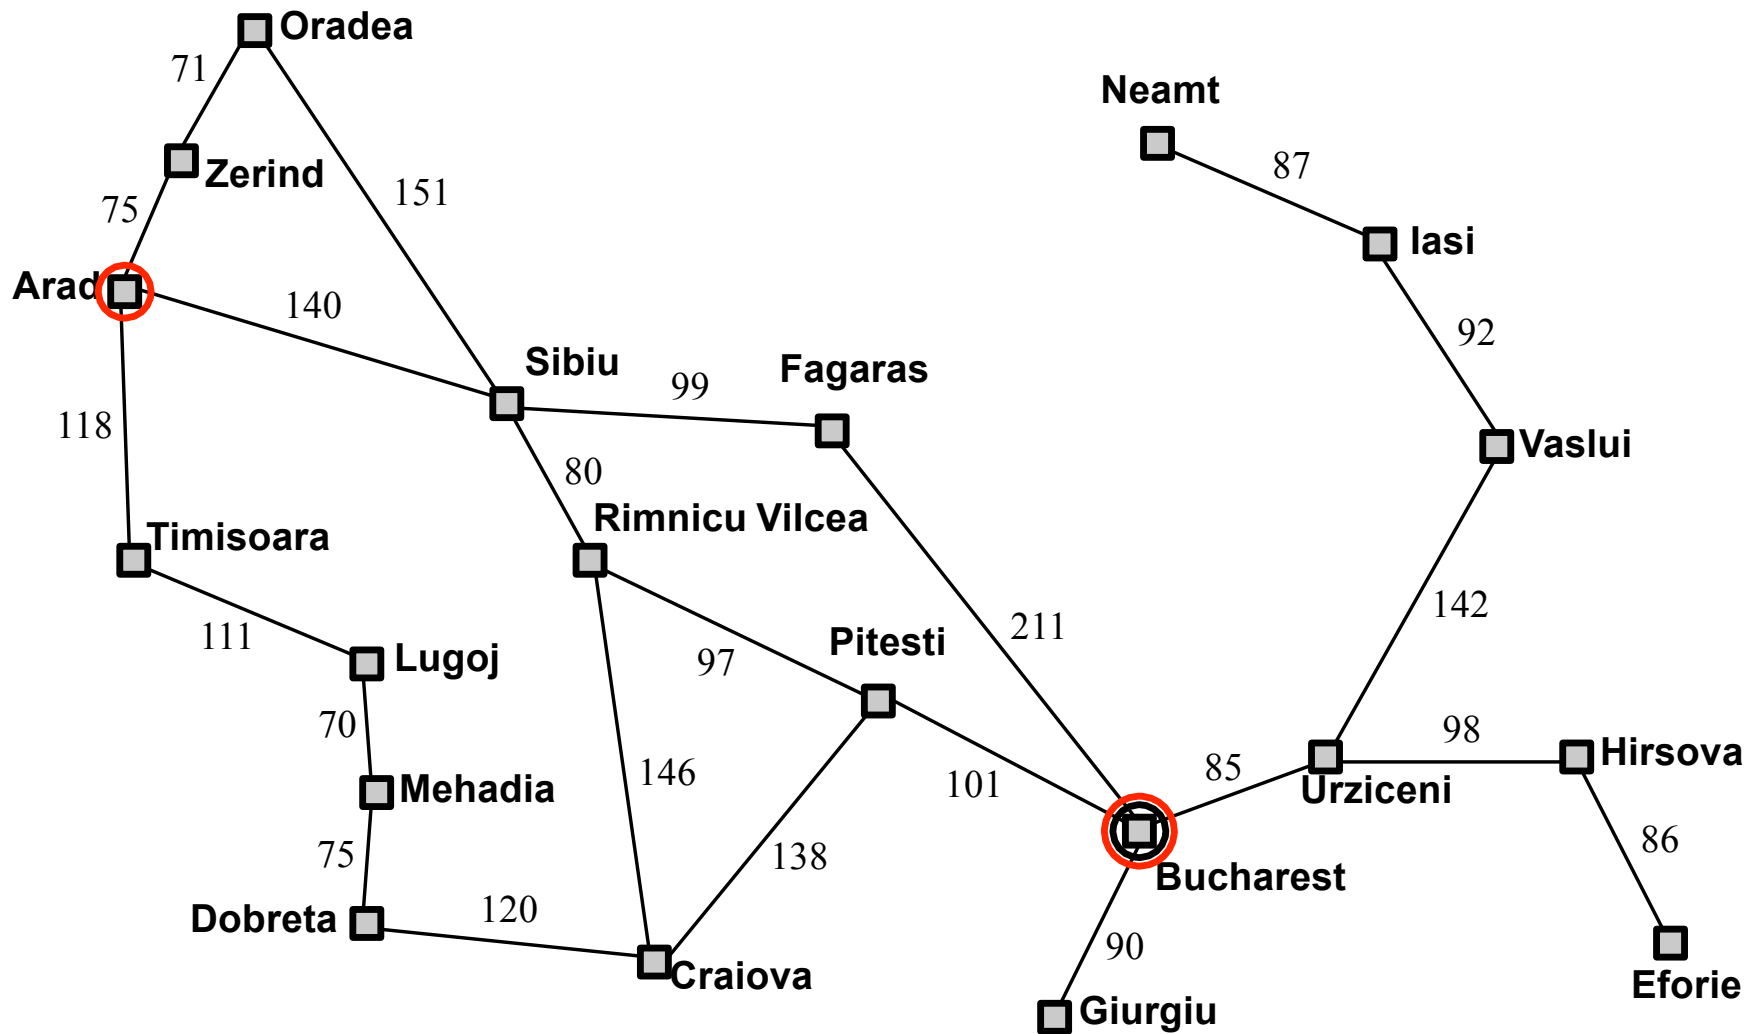 Oradea
71
Neamt
87
Zerind
151
75
Iasi
Arad
140
92
Sibiu
Fagaras
99
118
Vaslui
80
Rimnicu Vilcea
Timisoara
142
211
111
Pitesti
Lugoj
97
70
98
Hirsova
146
101
85
Mehadia
Urziceni
75
138
86
Bucharest
120
Dobreta
90
Craiova
Eforie
Giurgiu